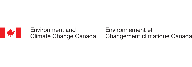 Environment and
Climate Change Canada
Environnement et
Changement climatique Canada